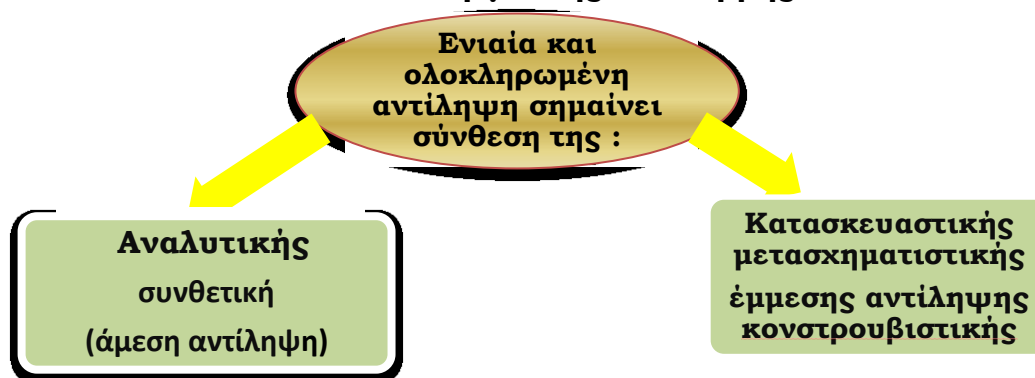 Ενιαία και
ολοκληρωμένη
αντίληψη σημαίνει
σύνθεση της :
Αναλυτικής
συνθετική
(άμεση αντίληψη)
Κατασκευαστικής
μετασχηματιστικής
έμμεσης αντίληψης
κονστρουβιστικής